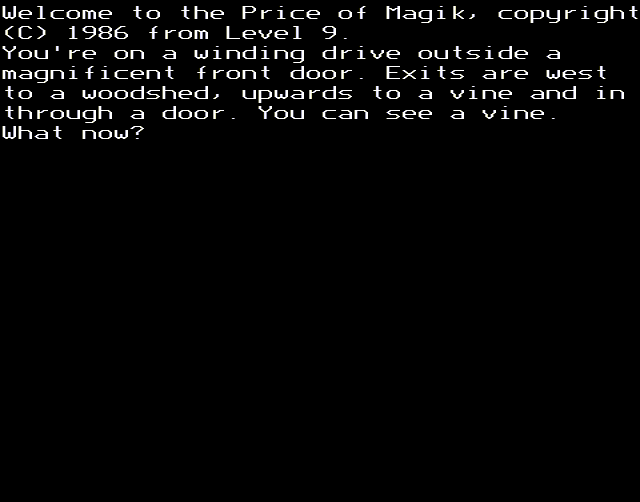 Welcome to the Price of Magik, copyright
(C) 1986 from Level 9.
You're on a winding drive outside a
magnificent front door. Exits are west
to a woodshed, upwards to a vine and in
through a door. You can see a vine.
What now?